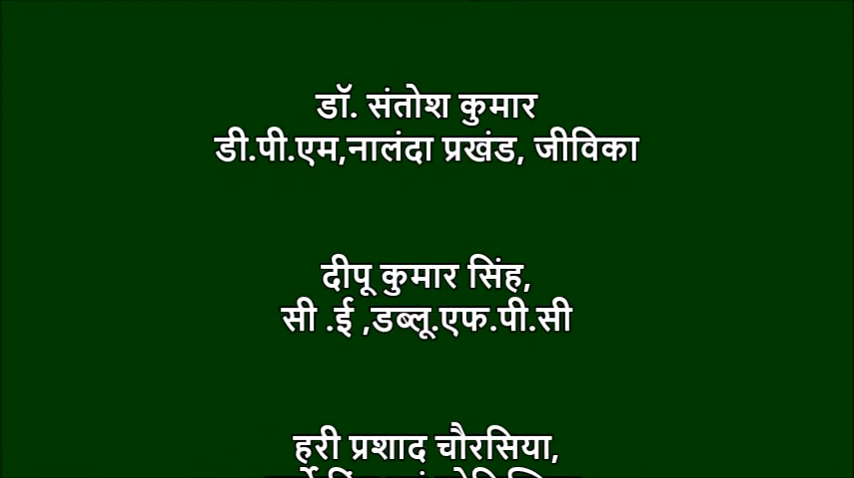 डॉ. संतोश कुमार
डी.पी.एम,नालंदा प्रखंड, जीविका
दीपू कुमार सिंह,
सी .ई ,डब्लू.एफ.पी.सी
हरी प्रशाद चौरसिया,